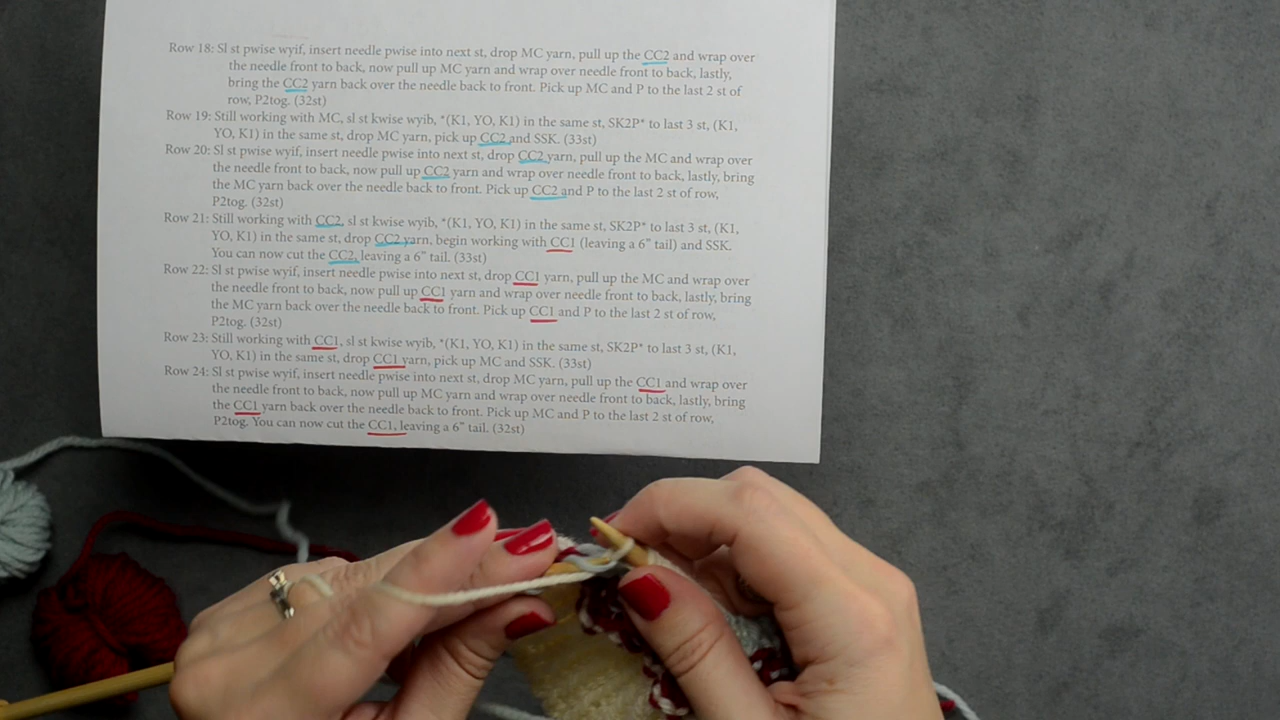 Row 18: Sl st pwise wyif, insert needle pwise into next st, drop MC yarn, pull up the CC2 and wrap over
the needle front to back, now pull up MC yarn and wrap over needle front to back, lastly,
bring the CC2 yarn back over the needle back to front. Pick up MC and P to the last 2 st of
row, P2tog. (32st)
Row 19: Still working with MC, sl st kwise wyib, *(K1, YO, K1) in the same st, SK2P* to last 3 st, (K1,
YO, K1) in the same st, drop MC yarn, pick up CC2 and SSK. (33st)
Row 20: Sl st pwise wyif, insert needle pwise into next st, drop CC2 yarn, pull up the MC and wrap over
the needle front to back, now pull up CC2 yarn and wrap over needle front to back, lastly, bring
the MC yarn back over the needle back to front. Pick up CC2 and P to the last 2 st of row,
P2tog. (32st)
Row 21: Still working with CC2, sl st kwise wyib, *(K1, YO, K1) in the same st, SK2P* to last 3 st, (K1,
YO, K1) in the same st, drop CC2 yarn, begin working with CC1 (leaving a 6" tail) and SSK.
You can now cut the CC2, leaving a 6" tail. (33st)
Row 22: Sl st pwise wyif, insert needle pwise into next st, drop CC1 yarn, pull up the MC and wrap over
the needle front to back, now pull up CC1 yarn and wrap over needle front to back, lastly, bring
the MC yarn back over the needle back to front. Pick up CC1 and P to the last 2 st of row,
P2tog. (32st)
Row 23: Still working with CC1, sl st kwise wyib, *(K1, YO, K1) in the same st, SK2P* to last 3 st, (K1,
YO, K1) in the same st, drop CC1 yarn, pick up MC and SSK. (33st)
Row 24: Sl st pwise wyif, insert needle pwise into next st, drop MC yarn, pull up the CC1 and wrap over
the needle front to back, now pull up MC yarn and wrap over needle front to back, lastly, bring
the CC1 yarn back over the needle back to front. Pick up MC and P to the last 2 st of row,
P2tog. You can now cut the CC1, leaving a 6" tail. (32st)